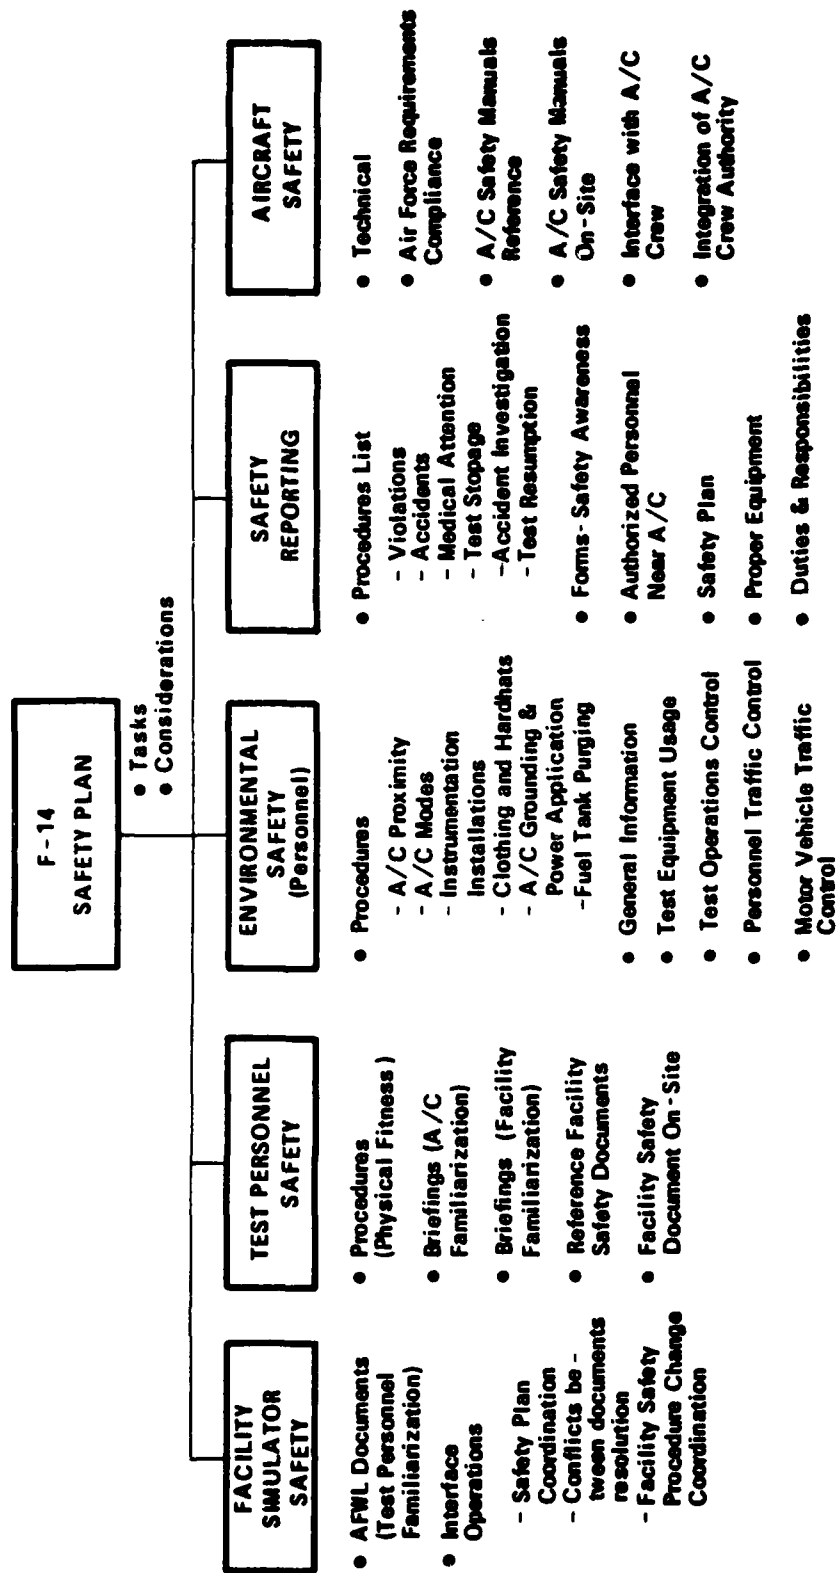 F-14
SAFETY PLAN
● Tasks
● Considerations
FACILITY
SIMULATOR
SAFETY
● AFWL Documents
(Test Personnel
Familiarization)
● Interface
Operations
- Safety Plan
Coordination
- Conflicts be-
tween documents
resolution
- Facility Safety
Procedure Change
Coordination
TEST PERSONNEL
SAFETY
● Procedures
(Physical Fitness)
● Briefings (A/C
Familiarization)
● Briefings (Facility
Familiarization)
● Reference Facility
Safety Documents
● Facility Safety
Document On-Site
ENVIRONMENTAL
SAFETY
(Personnel)
● Procedures
- A/C Proximity
- A/C Modes
- Instrumentation
Installations
- Clothing and Hardhats
- A/C Grounding &
Power Application
- Fuel Tank Purging
● General Information
● Test Equipment Usage
● Test Operations Control
● Personnel Traffic Control
● Motor Vehicle Traffic
Control
SAFETY
REPORTING
● Procedures List
- Violations
- Accidents
- Medical Attention
- Test Stopage
- Accident Investigation
- Test Resumption
● Forms-Safety Awareness
● Authorized Personnel
Near A/C
● Safety Plan
● Proper Equipment
● Duties & Responsibilities
AIRCRAFT
SAFETY
● Technical
● Air Force Requirements
Compliance
● A/C Safety Manuals
Reference
● A/C Safety Manuals
On-Site
● Interface with A/C
Crew
● Integration of A/C
Crew Authority